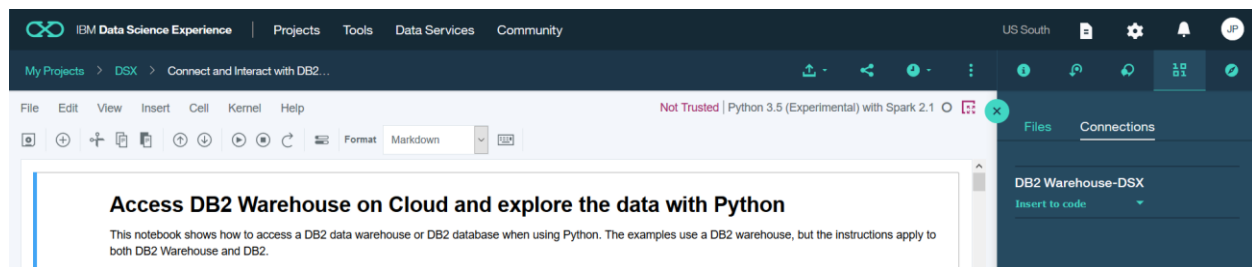 IBM Data Science Experience | Projects Tools Data Services Community US South JP
My Projects > DSX > Connect and Interact with DB2...
File Edit View Insert Cell Kernel Help Not Trusted | Python 3.5 (Experimental) with Spark 2.1
Format Markdown
Files Connections
DB2 Warehouse-DSX
Insert to code
Access DB2 Warehouse on Cloud and explore the data with Python
This notebook shows how to access a DB2 data warehouse or DB2 database when using Python. The examples use a DB2 warehouse, but the instructions apply to
both DB2 Warehouse and DB2.